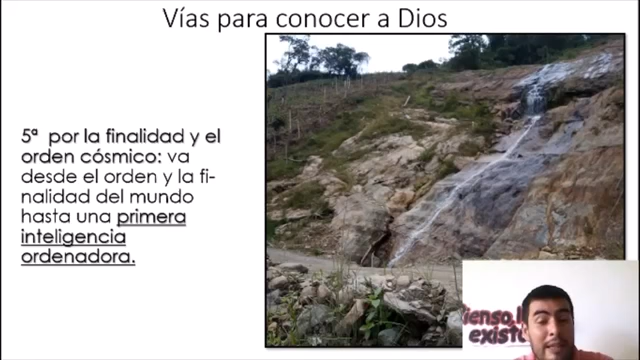 Vías para conocer a Dios
5ª por la finalidad y el
orden cósmico: va
desde el orden y la fi-
nalidad del mundo
hasta una primera
inteligencia
ordenadora.
existo